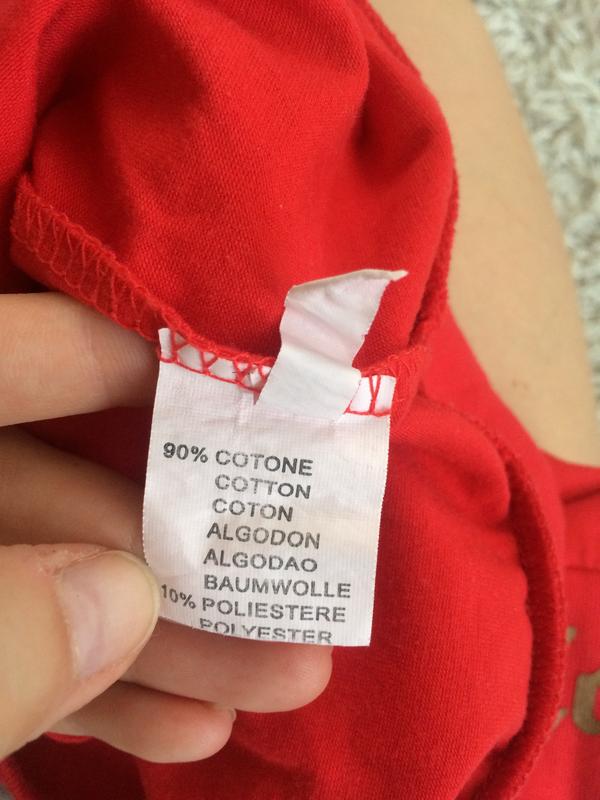 90% COTONE
COTTON
COTON
ALGODON
ALGODAO
BAUMWOLLE
10% POLIESTERE
POLYESTER